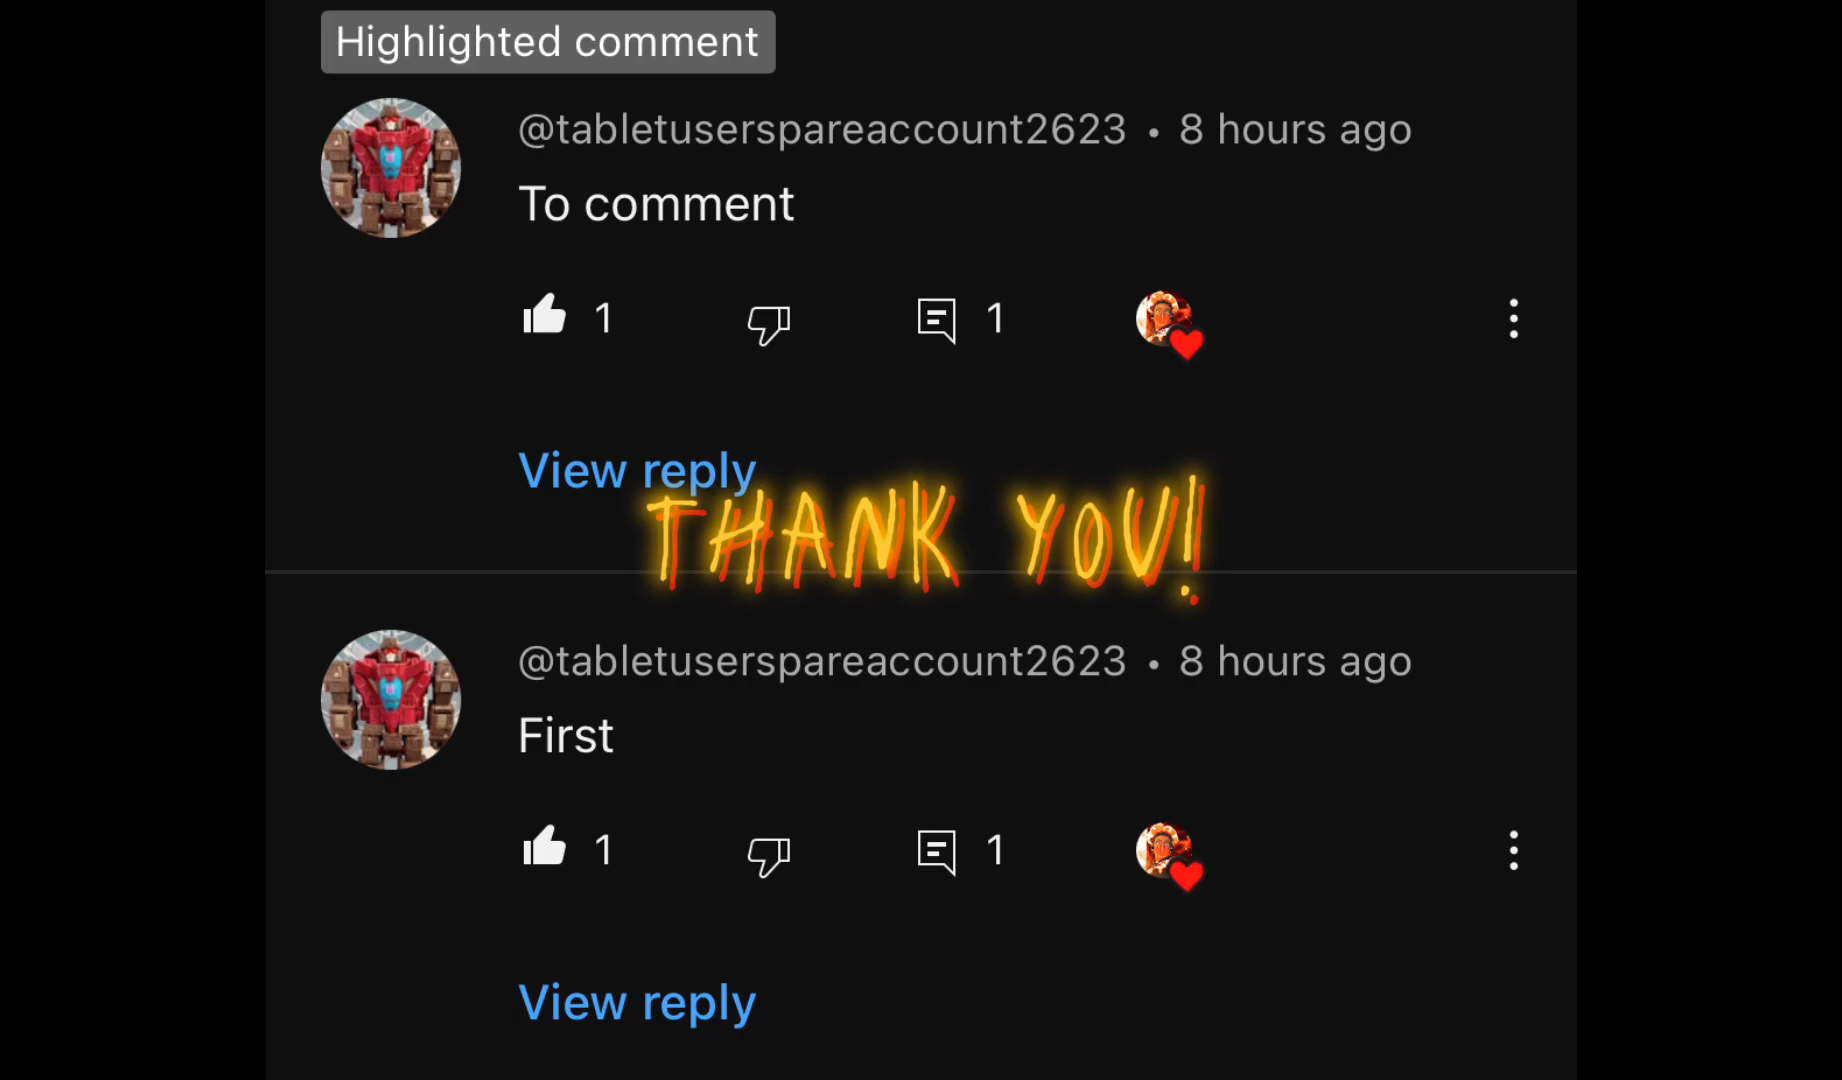 Highlighted comment
@tabletuserspareaccount2623 • 8 hours ago
To comment
1 1
View reply
THANK YOU!
@tabletuserspareaccount2623 • 8 hours ago
First
1 1
View reply